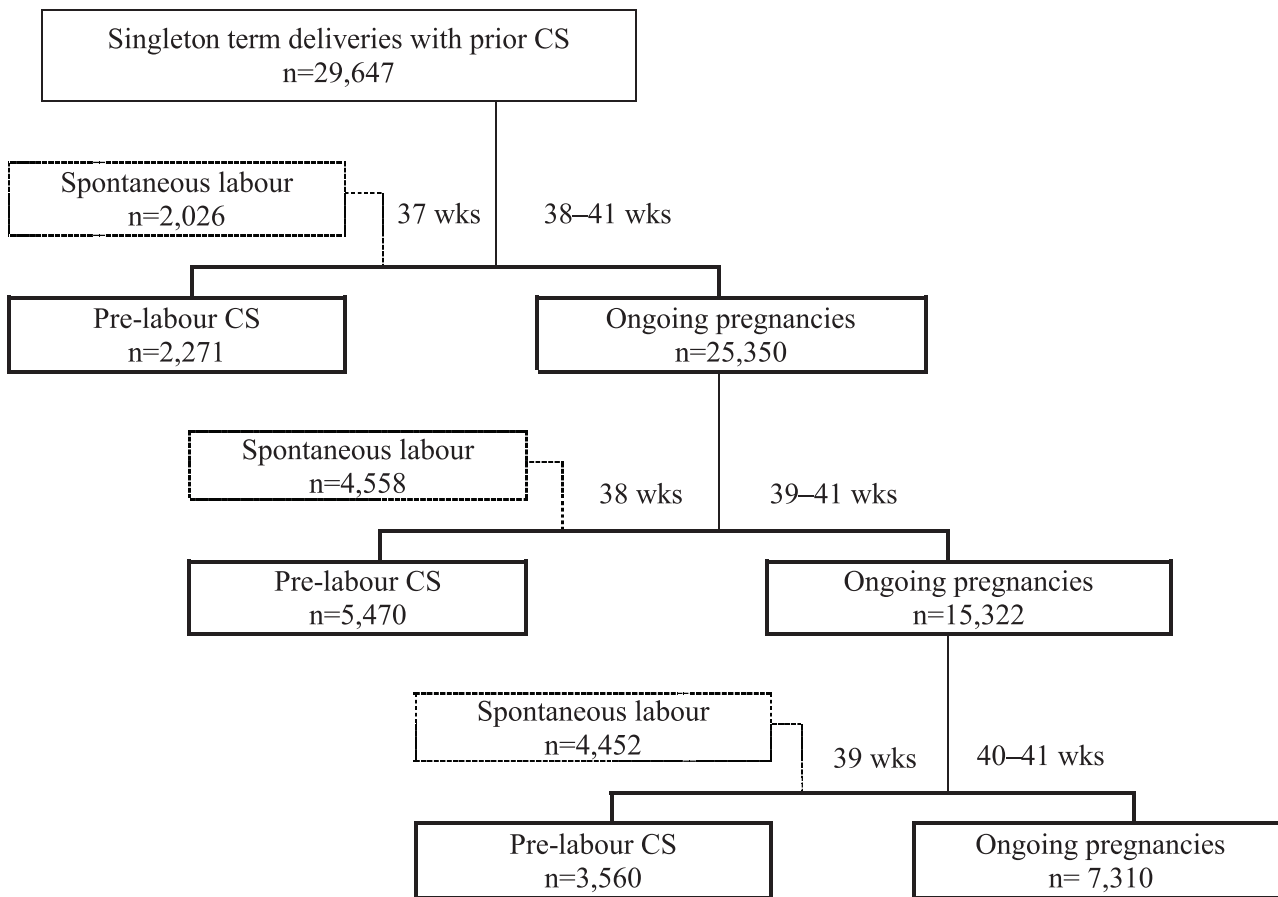 Singleton term deliveries with prior CS
n=29,647
Spontaneous labour
n=2,026
37 wks
38–41 wks
Pre-labour CS
n=2,271
Ongoing pregnancies
n=25,350
Spontaneous labour
n=4,558
38 wks
39–41 wks
Pre-labour CS
n=5,470
Ongoing pregnancies
n=15,322
Spontaneous labour
n=4,452
39 wks
40–41 wks
Pre-labour CS
n=3,560
Ongoing pregnancies
n= 7,310